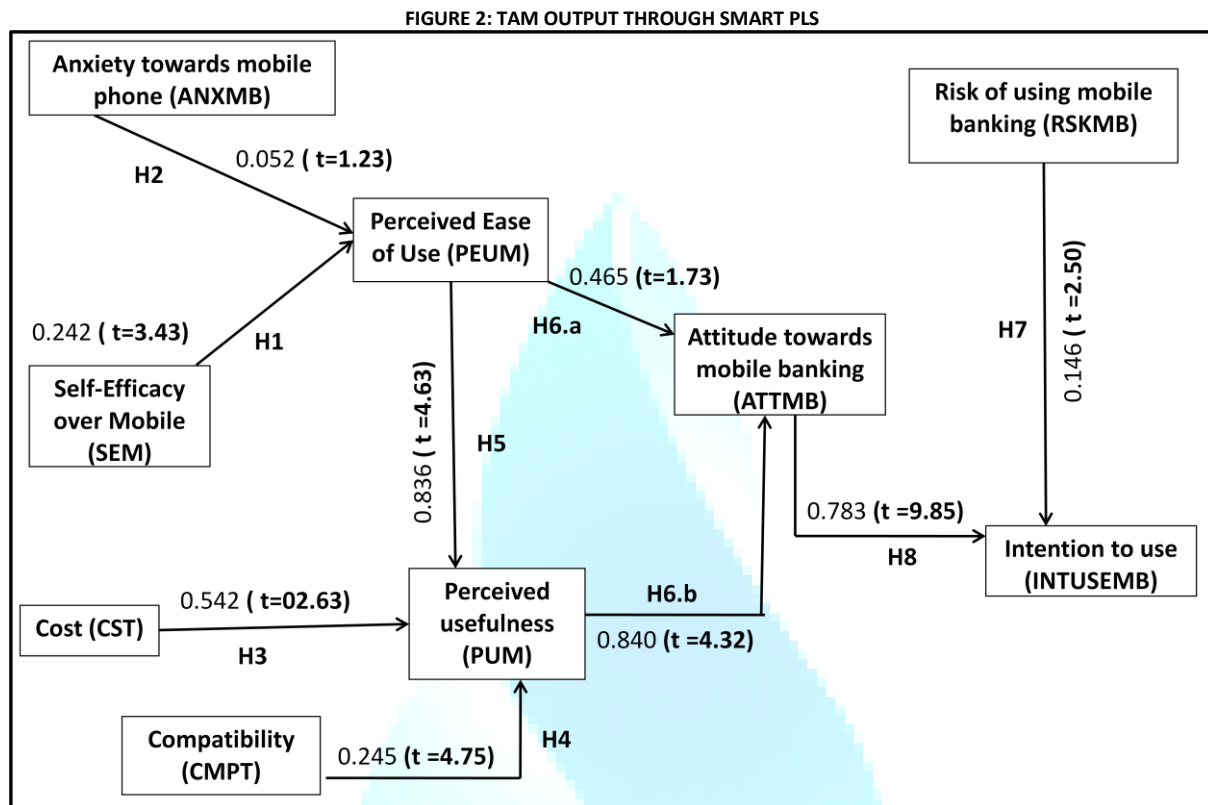 FIGURE 2: TAM OUTPUT THROUGH SMART PLS
Anxiety towards mobile
phone (ANXMB)
Risk of using mobile
banking (RSKMB)
0.052 ( t=1.23)
H2
Perceived Ease
of Use (PEUM)
0.465 (t=1.73)
H6.a
0.242 ( t=3.43)
H1
Self-Efficacy
over Mobile
(SEM)
Attitude towards
mobile banking
(ATTMB)
H7
0.146 ( t =2.50)
H5
0.836 ( t =4.63)
0.783 (t =9.85)
H8
Intention to use
(INTUSEMB)
Cost (CST)
0.542 ( t=02.63)
H3
Perceived
usefulness
(PUM)
H6.b
0.840 (t =4.32)
Compatibility
(CMPT)
0.245 (t =4.75)
H4